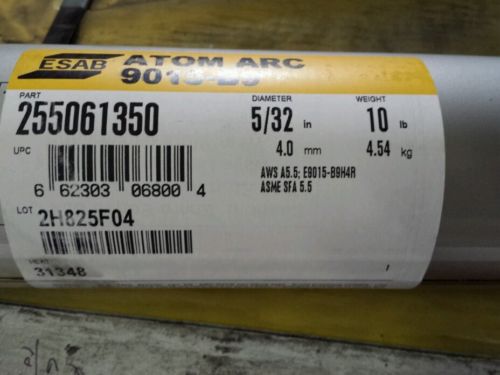 ESAB ATOM ARC
PART
255061350
DIAMETER
5/32 in
4.0 mm
WEIGHT
10 lb
4.54 kg
UPC
6 62303 06800 4
AWS A5.5; E9015-B9H4R
ASME SFA 5.5
LOT 2H825F04
HEAT
31348